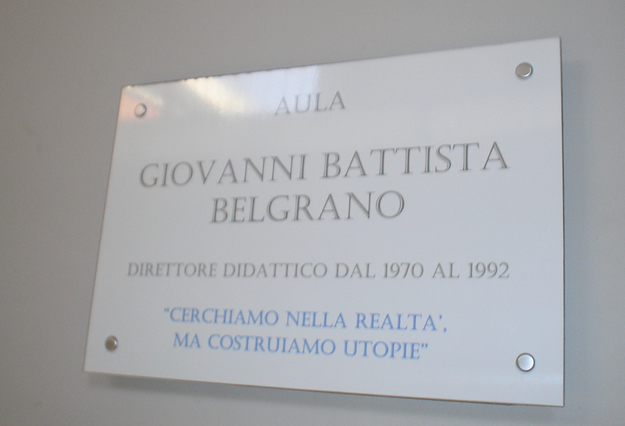 AULA
GIOVANNI BATTISTA
BELGRANO
DIRETTORE DIDATTICO DAL 1970 AL 1992
"CERCHIAMO NELLA REALTA',
MA COSTRUIAMO UTOPIE"